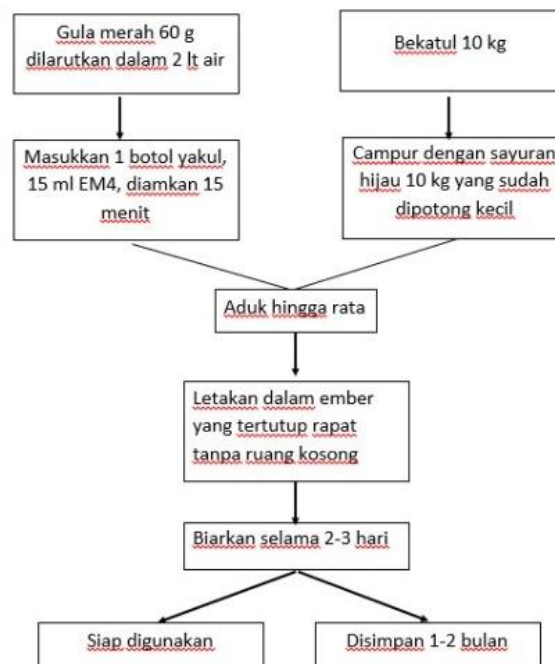 Gula merah 60 g
dilarutkan dalam 2 lt air
Bekatul 10 kg
Masukkan 1 botol yakul,
15 ml EM4, diamkan 15
menit
Campur dengan sayuran
hijau 10 kg yang sudah
dipotong kecil
Aduk hingga rata
Letakan dalam ember
yang tertutup rapat
tanpa ruang kosong
Biarkan selama 2-3 hari
Siap digunakan
Disimpan 1-2 bulan